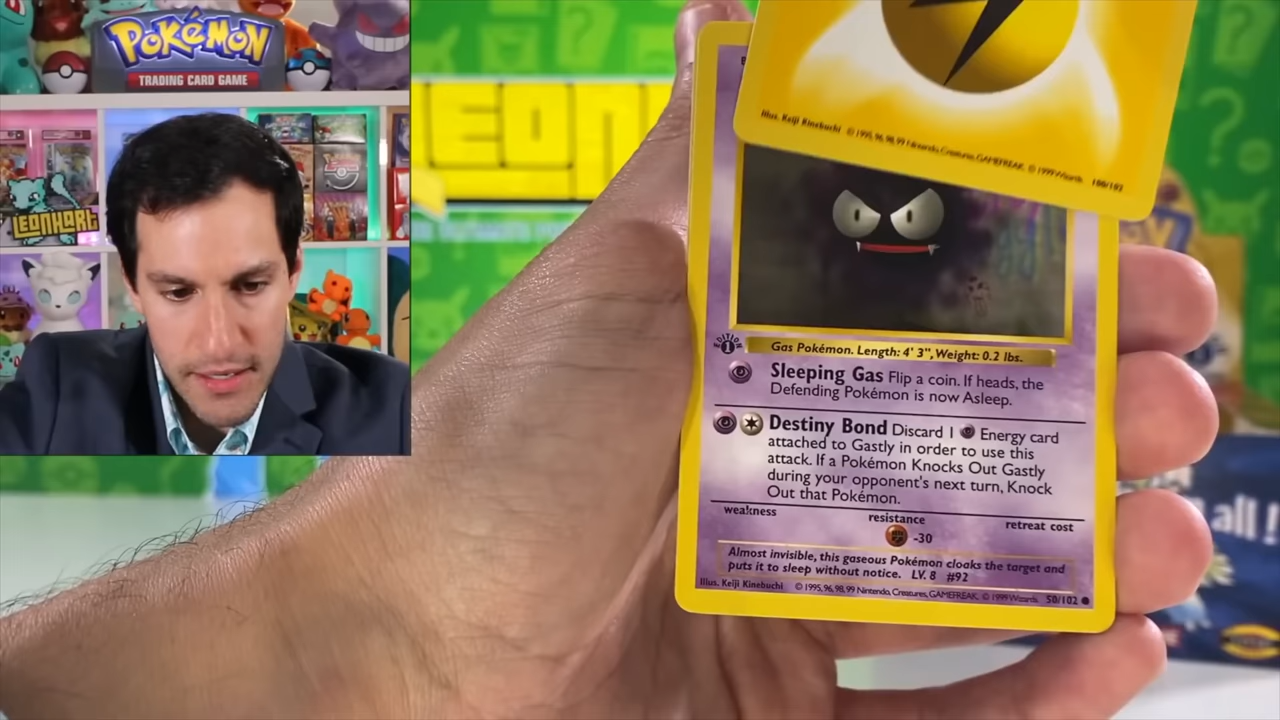 POKéMON
TRADING CARD GAME
LEONHART
LEONH
Illus. Keiji Kinebuchi © 1995, 96, 98, 99 Nintendo, Creatures, GAMEFREAK. © 1999 Wizards. 100/102
EDITION 1
Gas Pokémon. Length: 4' 3", Weight: 0.2 lbs.
Sleeping Gas Flip a coin. If heads, the
Defending Pokémon is now Asleep.
Destiny Bond Discard 1 Energy card
attached to Gastly in order to use this
attack. If a Pokémon Knocks Out Gastly
during your opponent's next turn, Knock
Out that Pokémon.
weakness
resistance
retreat cost
-30
Almost invisible, this gaseous Pokémon cloaks the target and
puts it to sleep without notice. LV. 8 #92
Illus. Keiji Kinebuchi © 1995, 96, 98, 99 Nintendo, Creatures, GAMEFREAK. © 1999 Wizards. 50/102
all!